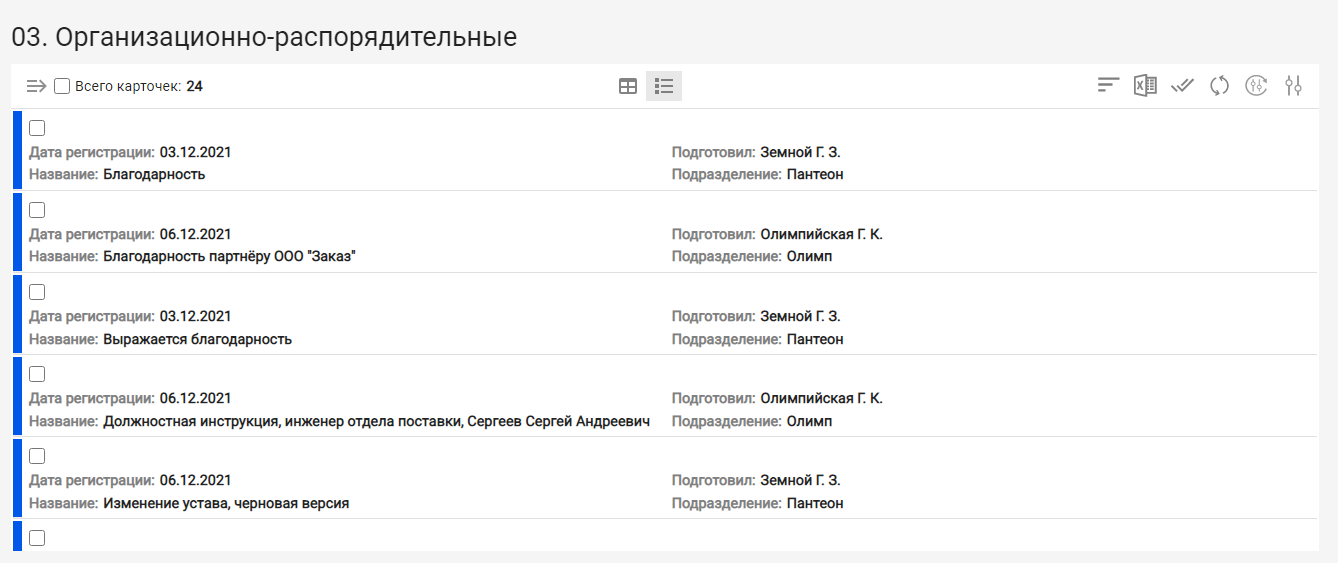 03. Организационно-распорядительные
Всего карточек: 24
Дата регистрации: 03.12.2021 Подготовил: Земной Г. З.
Название: Благодарность Подразделение: Пантеон
Дата регистрации: 06.12.2021 Подготовил: Олимпийская Г. К.
Название: Благодарность партнёру ООО "Заказ" Подразделение: Олимп
Дата регистрации: 03.12.2021 Подготовил: Земной Г. З.
Название: Выражается благодарность Подразделение: Пантеон
Дата регистрации: 06.12.2021 Подготовил: Олимпийская Г. К.
Название: Должностная инструкция, инженер отдела поставки, Сергеев Сергей Андреевич Подразделение: Олимп
Дата регистрации: 06.12.2021 Подготовил: Земной Г. З.
Название: Изменение устава, черновая версия Подразделение: Пантеон